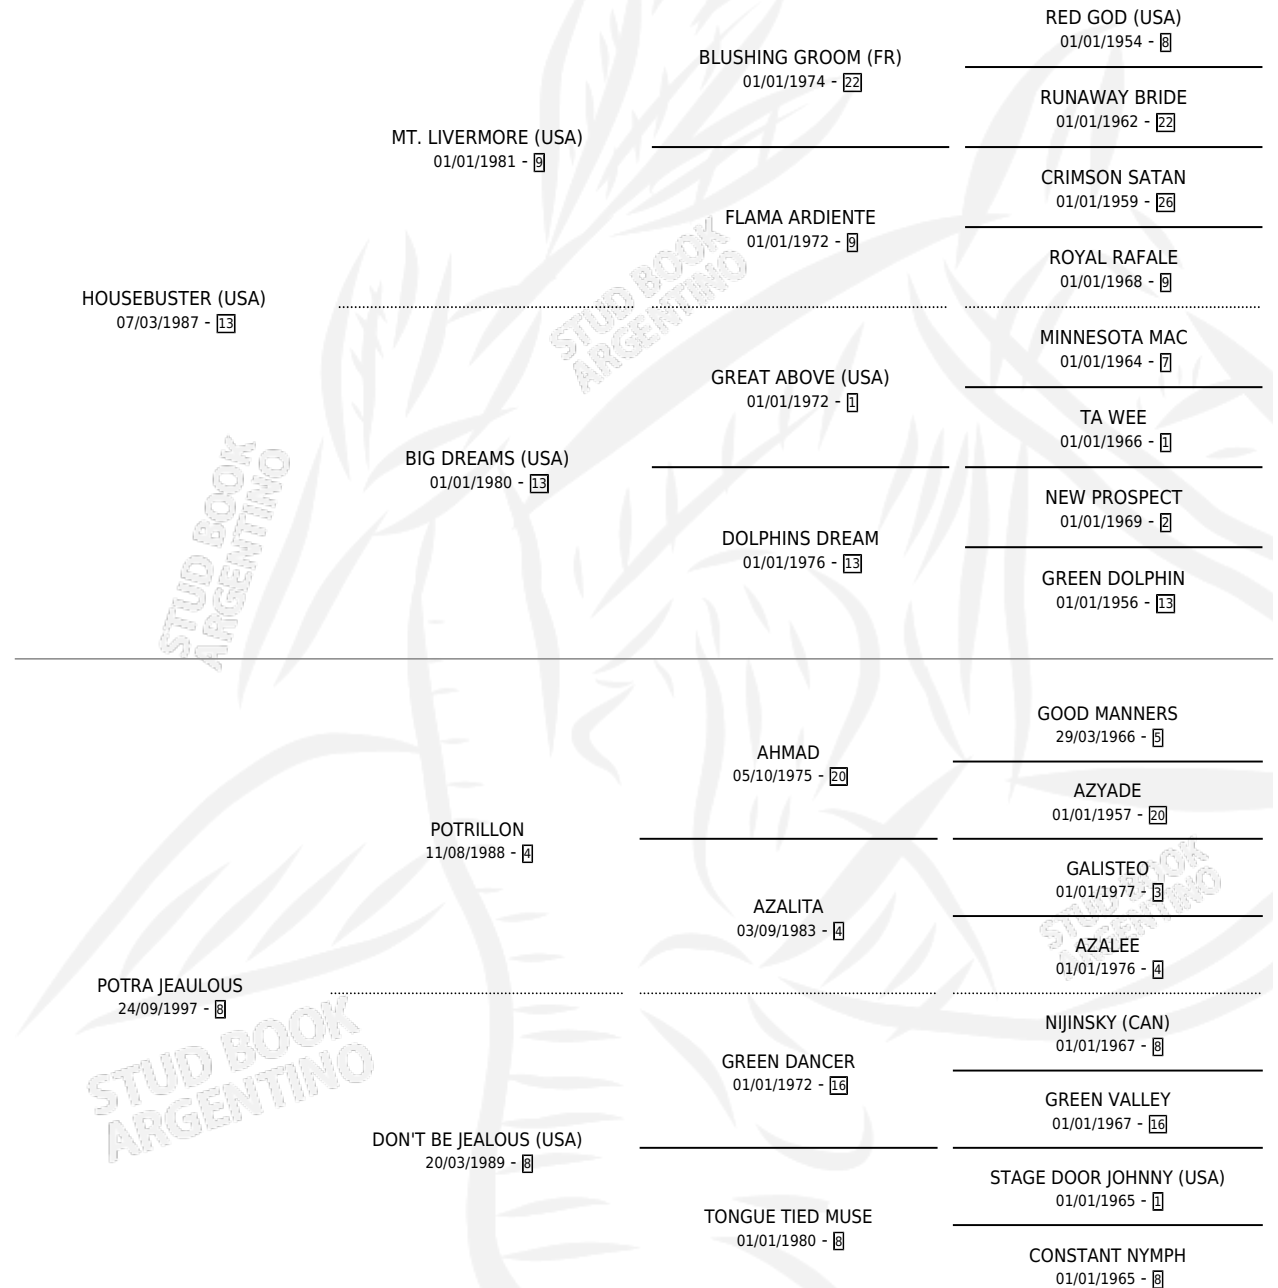 RED GOD (USA)
01/01/1954 - 8
BLUSHING GROOM (FR)
01/01/1974 - 22
RUNAWAY BRIDE
01/01/1962 - 22
MT. LIVERMORE (USA)
01/01/1981 - 9
CRIMSON SATAN
01/01/1959 - 26
FLAMA ARDIENTE
01/01/1972 - 9
ROYAL RAFALE
01/01/1968 - 9
HOUSEBUSTER (USA)
07/03/1987 - 13
MINNESOTA MAC
01/01/1964 - 7
GREAT ABOVE (USA)
01/01/1972 - 1
TA WEE
01/01/1966 - 1
BIG DREAMS (USA)
01/01/1980 - 13
NEW PROSPECT
01/01/1969 - 2
DOLPHINS DREAM
01/01/1976 - 13
GREEN DOLPHIN
01/01/1956 - 13
GOOD MANNERS
29/03/1966 - 5
AHMAD
05/10/1975 - 20
AZYADE
01/01/1957 - 20
POTRILLON
11/08/1988 - 4
GALISTEO
01/01/1977 - 3
AZALITA
03/09/1983 - 4
AZALEE
01/01/1976 - 4
POTRA JEAULOUS
24/09/1997 - 8
NIJINSKY (CAN)
01/01/1967 - 8
GREEN DANCER
01/01/1972 - 16
GREEN VALLEY
01/01/1967 - 16
DON'T BE JEALOUS (USA)
20/03/1989 - 8
STAGE DOOR JOHNNY (USA)
01/01/1965 - 1
TONGUE TIED MUSE
01/01/1980 - 8
CONSTANT NYMPH
01/01/1965 - 8
STUD BOOK
ARGENTINO
STUD BOOK
ARGENTINO
STUD BOOK
ARGENTINO
STUD BOOK
ARGENTINO